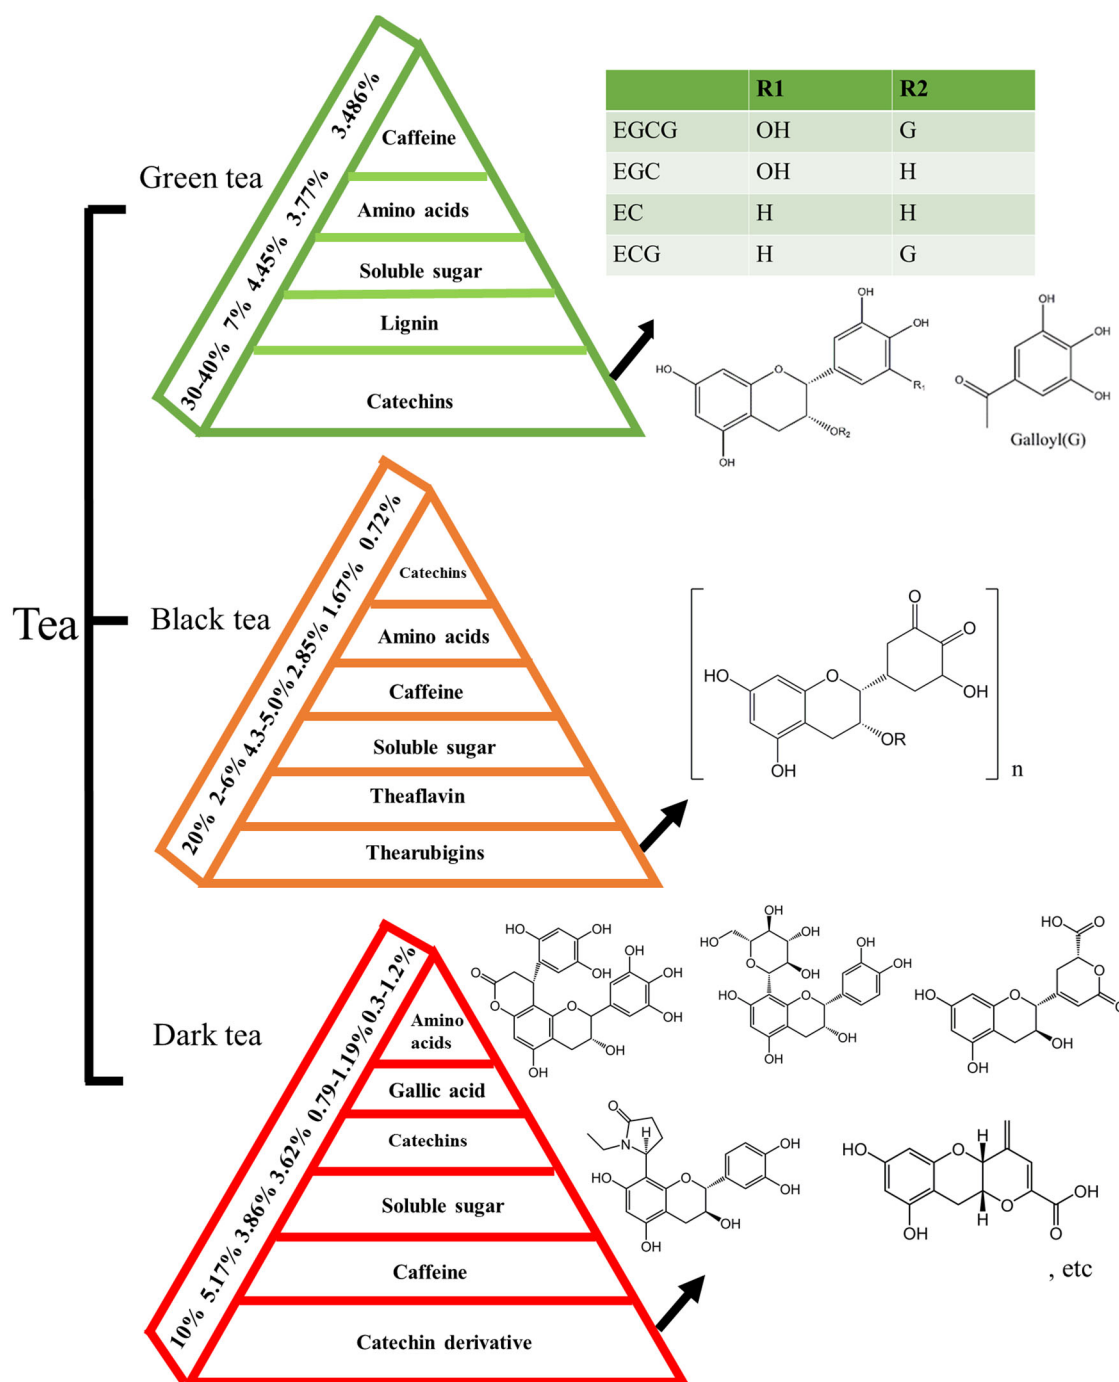 Tea
Green tea
3.486%
3.77%
4.45%
7%
30-40%
Caffeine
Amino acids
Soluble sugar
Lignin
Catechins
R1 R2
EGCG OH G
EGC OH H
EC H H
ECG H G
OH
OH
HO
O
R1
OR2
OH
OH
OH
OH
O
Galloyl(G)
Black tea
0.72%
1.67%
2.85%
4.3-5.0%
2-6%
20%
Catechins
Amino acids
Caffeine
Soluble sugar
Theaflavin
Thearubigins
O
O
HO
O
OH
OR
OH
n
Dark tea
0.3-1.2%
0.79-1.19%
3.62%
3.86%
5.17%
10%
Amino
acids
Gallic acid
Catechins
Soluble sugar
Caffeine
Catechin derivative
OH
HO
OH
OH
OH
O
O
O
OH
OH
OH
OH
HO
OH
HO
O
OH
HO
OH
HO
O
OH
OH
O
HO
O
HO
O
O
OH
OH
O
H
N
HO
O
OH
OH
OH
OH
HO
O
H
H
O
OH
O
OH
, etc